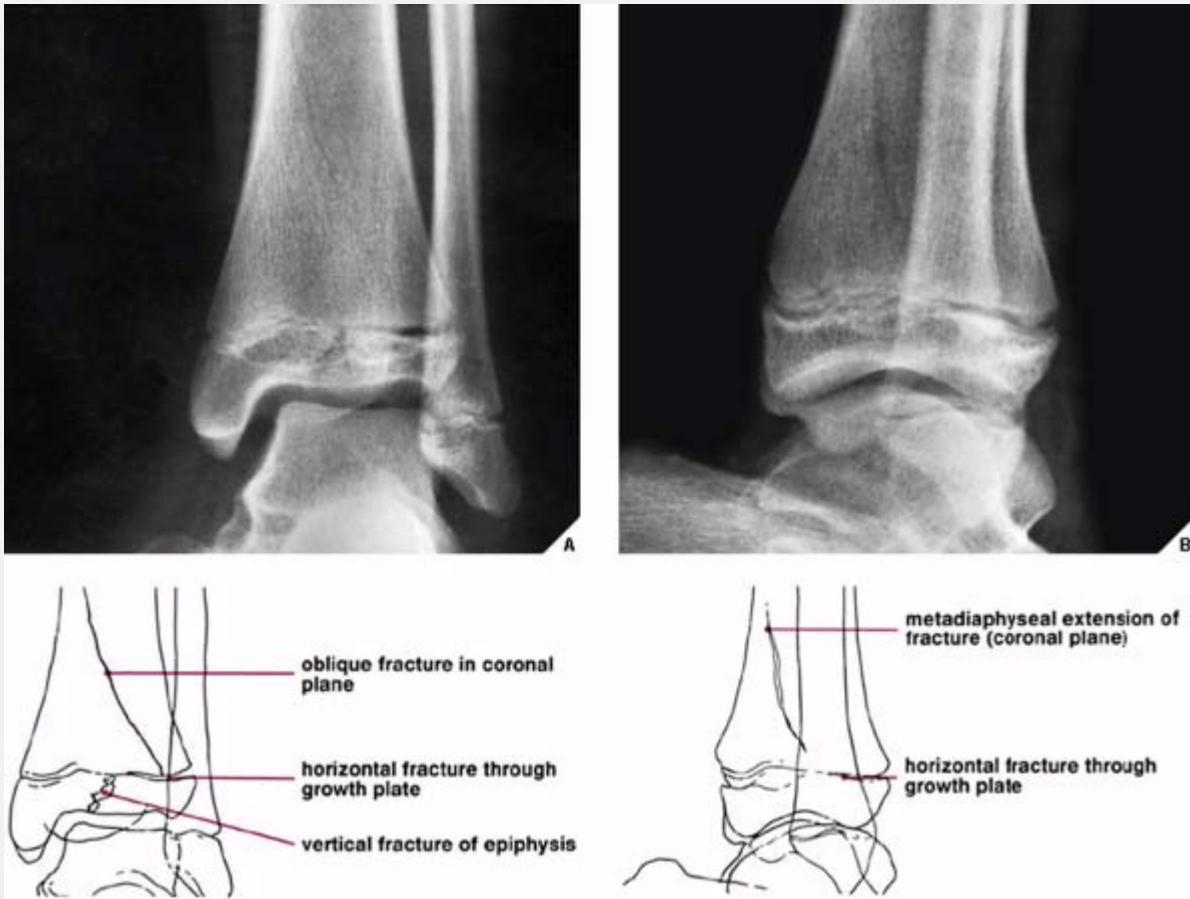 A
B
oblique fracture in coronal
plane
horizontal fracture through
growth plate
vertical fracture of epiphysis
metadiaphyseal extension of
fracture (coronal plane)
horizontal fracture through
growth plate